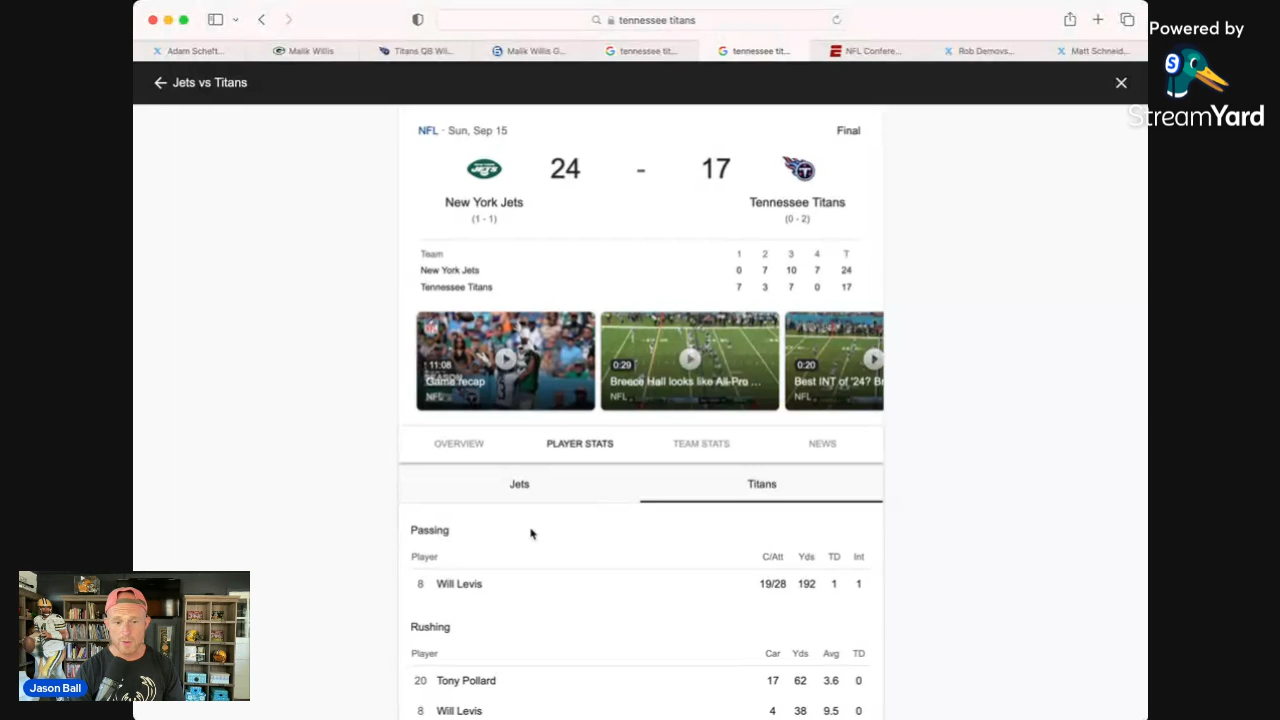 tennessee titans
Adam Scheft...
Malik Willis
Titans QB Wil...
Malik Willis G...
tennessee tit...
tennessee tit...
NFL Confere...
Rob Demovs...
Matt Schneid...
Powered by
StreamYard
Jets vs Titans
NFL · Sun, Sep 15
Final
24 - 17
New York Jets
Tennessee Titans
(1 - 1)
(0 - 2)
Team 1 2 3 4 T
New York Jets 0 7 10 7 24
Tennessee Titans 7 3 7 0 17
11:08
Game recap
NFL
0:29
Breece Hall looks like All-Pro ...
NFL
0:20
Best INT of '24? Br
NFL
OVERVIEW
PLAYER STATS
TEAM STATS
NEWS
Jets
Titans
Passing
Player C/Att Yds TD Int
8 Will Levis 19/28 192 1 1
Rushing
Player Car Yds Avg TD
20 Tony Pollard 17 62 3.6 0
8 Will Levis 4 38 9.5 0
Jason Ball